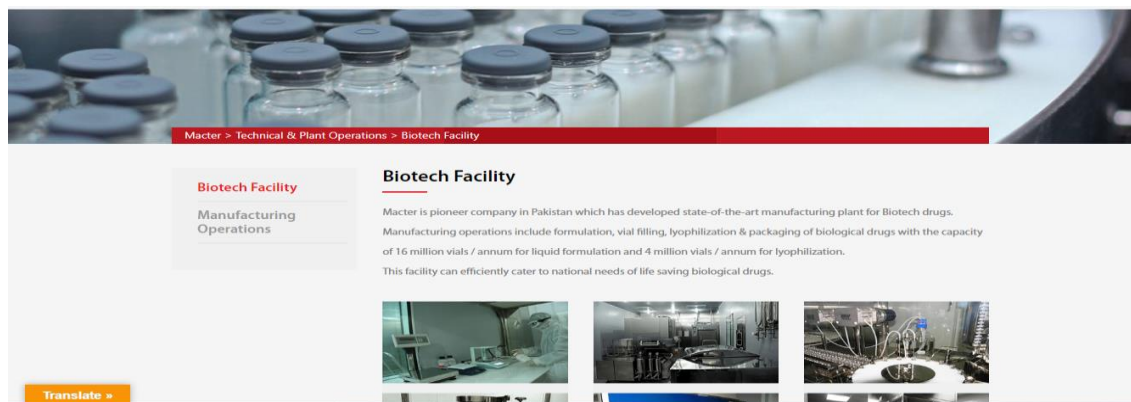 Macter > Technical & Plant Operations > Biotech Facility
Biotech Facility
Manufacturing
Operations
Biotech Facility
Macter is pioneer company in Pakistan which has developed state-of-the-art manufacturing plant for Biotech drugs.
Manufacturing operations include formulation, vial filling, lyophilization & packaging of biological drugs with the capacity
of 16 million vials / annum for liquid formulation and 4 million vials / annum for lyophilization.
This facility can efficiently cater to national needs of life saving biological drugs.
Translate »